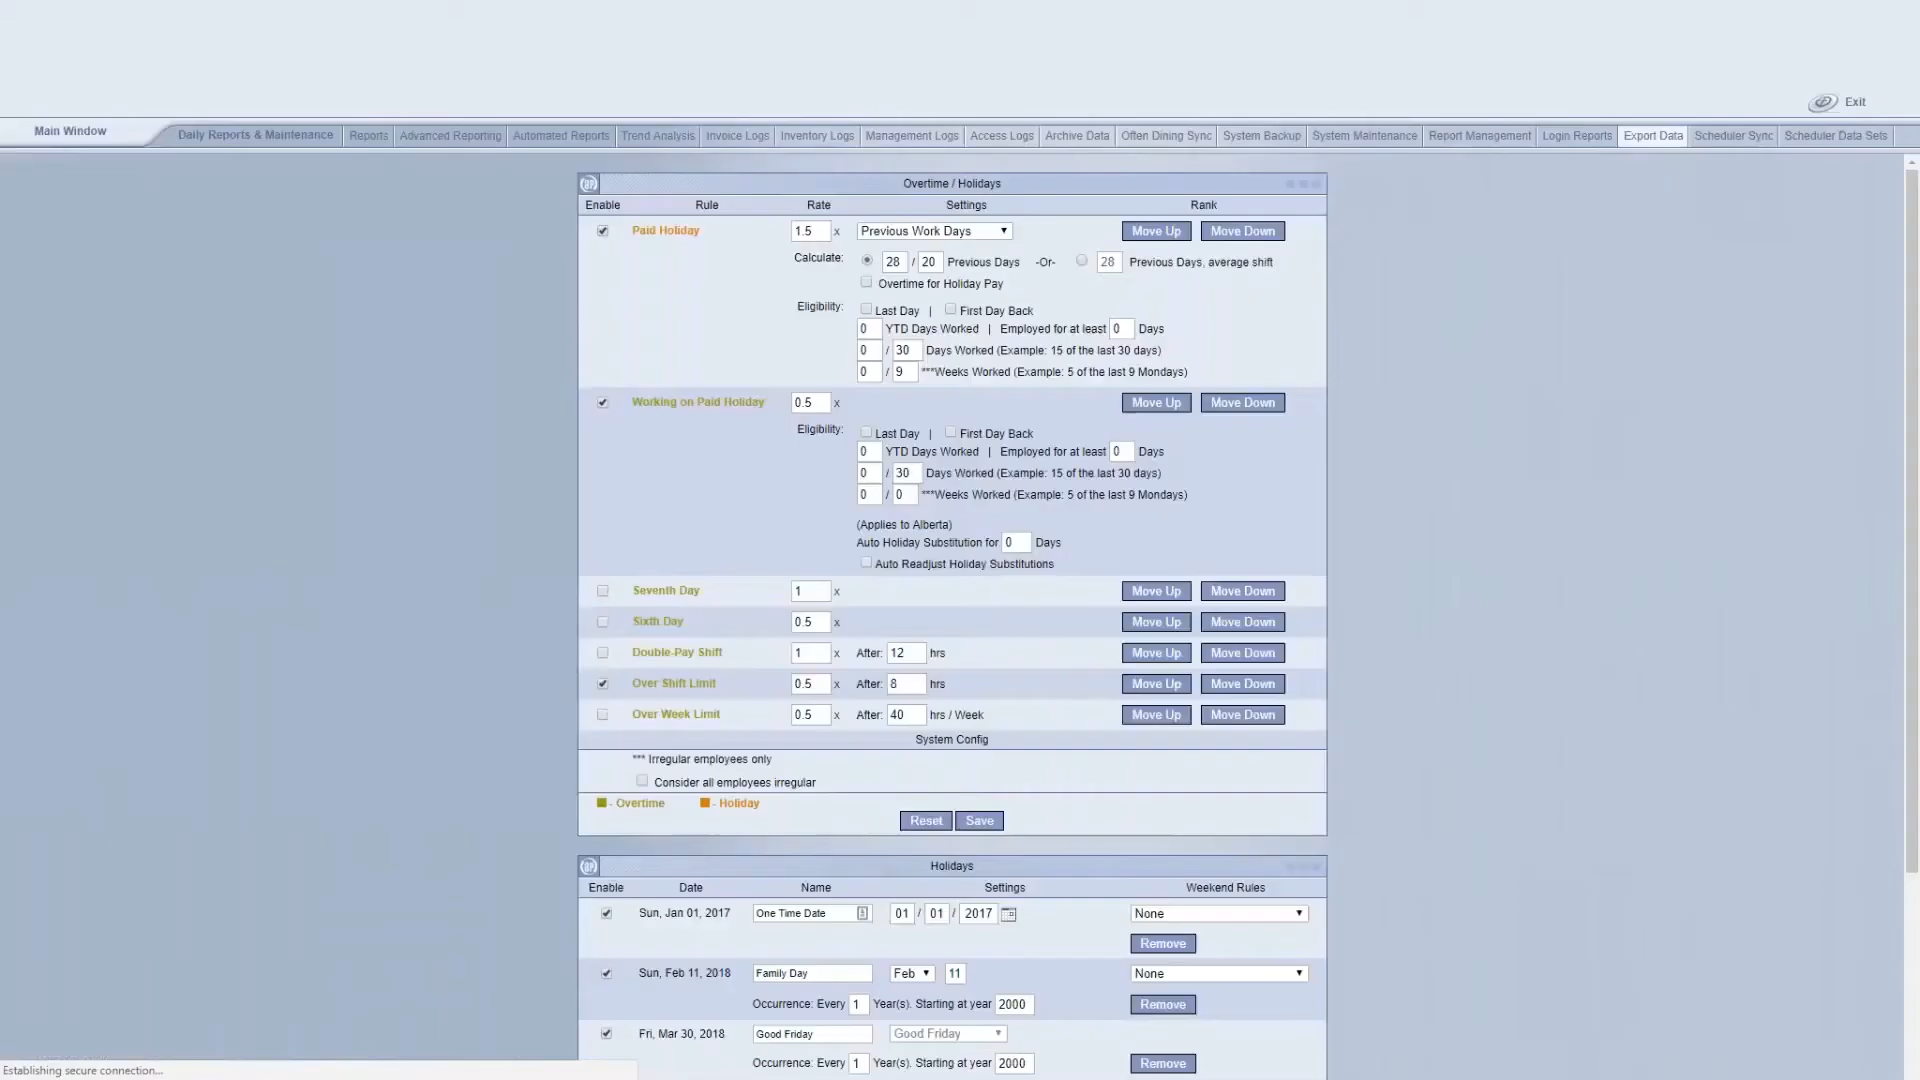 Exit
Main Window Daily Reports & Maintenance Reports Advanced Reporting Automated Reports Trend Analysis Invoice Logs Inventory Logs Management Logs Access Logs Archive Data Often Dining Sync System Backup System Maintenance Report Management Login Reports Export Data Scheduler Sync Scheduler Data Sets
Overtime / Holidays
Enable Rule Rate Settings Rank
Paid Holiday 1.5 x Previous Work Days Move Up Move Down
Calculate: 28 / 20 Previous Days -Or- 28 Previous Days, average shift
Overtime for Holiday Pay
Eligibility: Last Day | First Day Back
0 YTD Days Worked | Employed for at least 0 Days
0 / 30 Days Worked (Example: 15 of the last 30 days)
0 / 9 ***Weeks Worked (Example: 5 of the last 9 Mondays)
Working on Paid Holiday 0.5 x Move Up Move Down
Eligibility: Last Day | First Day Back
0 YTD Days Worked | Employed for at least 0 Days
0 / 30 Days Worked (Example: 15 of the last 30 days)
0 / 0 ***Weeks Worked (Example: 5 of the last 9 Mondays)
(Applies to Alberta)
Auto Holiday Substitution for 0 Days
Auto Readjust Holiday Substitutions
Seventh Day 1 x Move Up Move Down
Sixth Day 0.5 x Move Up Move Down
Double-Pay Shift 1 x After: 12 hrs Move Up Move Down
Over Shift Limit 0.5 x After: 8 hrs Move Up Move Down
Over Week Limit 0.5 x After: 40 hrs / Week Move Up Move Down
System Config
*** Irregular employees only
Consider all employees irregular
- Overtime - Holiday
Reset Save
Holidays
Enable Date Name Settings Weekend Rules
Sun, Jan 01, 2017 One Time Date 01 / 01 / 2017 None
Remove
Sun, Feb 11, 2018 Family Day Feb 11 None
Occurrence: Every 1 Year(s). Starting at year 2000 Remove
Fri, Mar 30, 2018 Good Friday Good Friday
Occurrence: Every 1 Year(s). Starting at year 2000 Remove
Establishing secure connection...